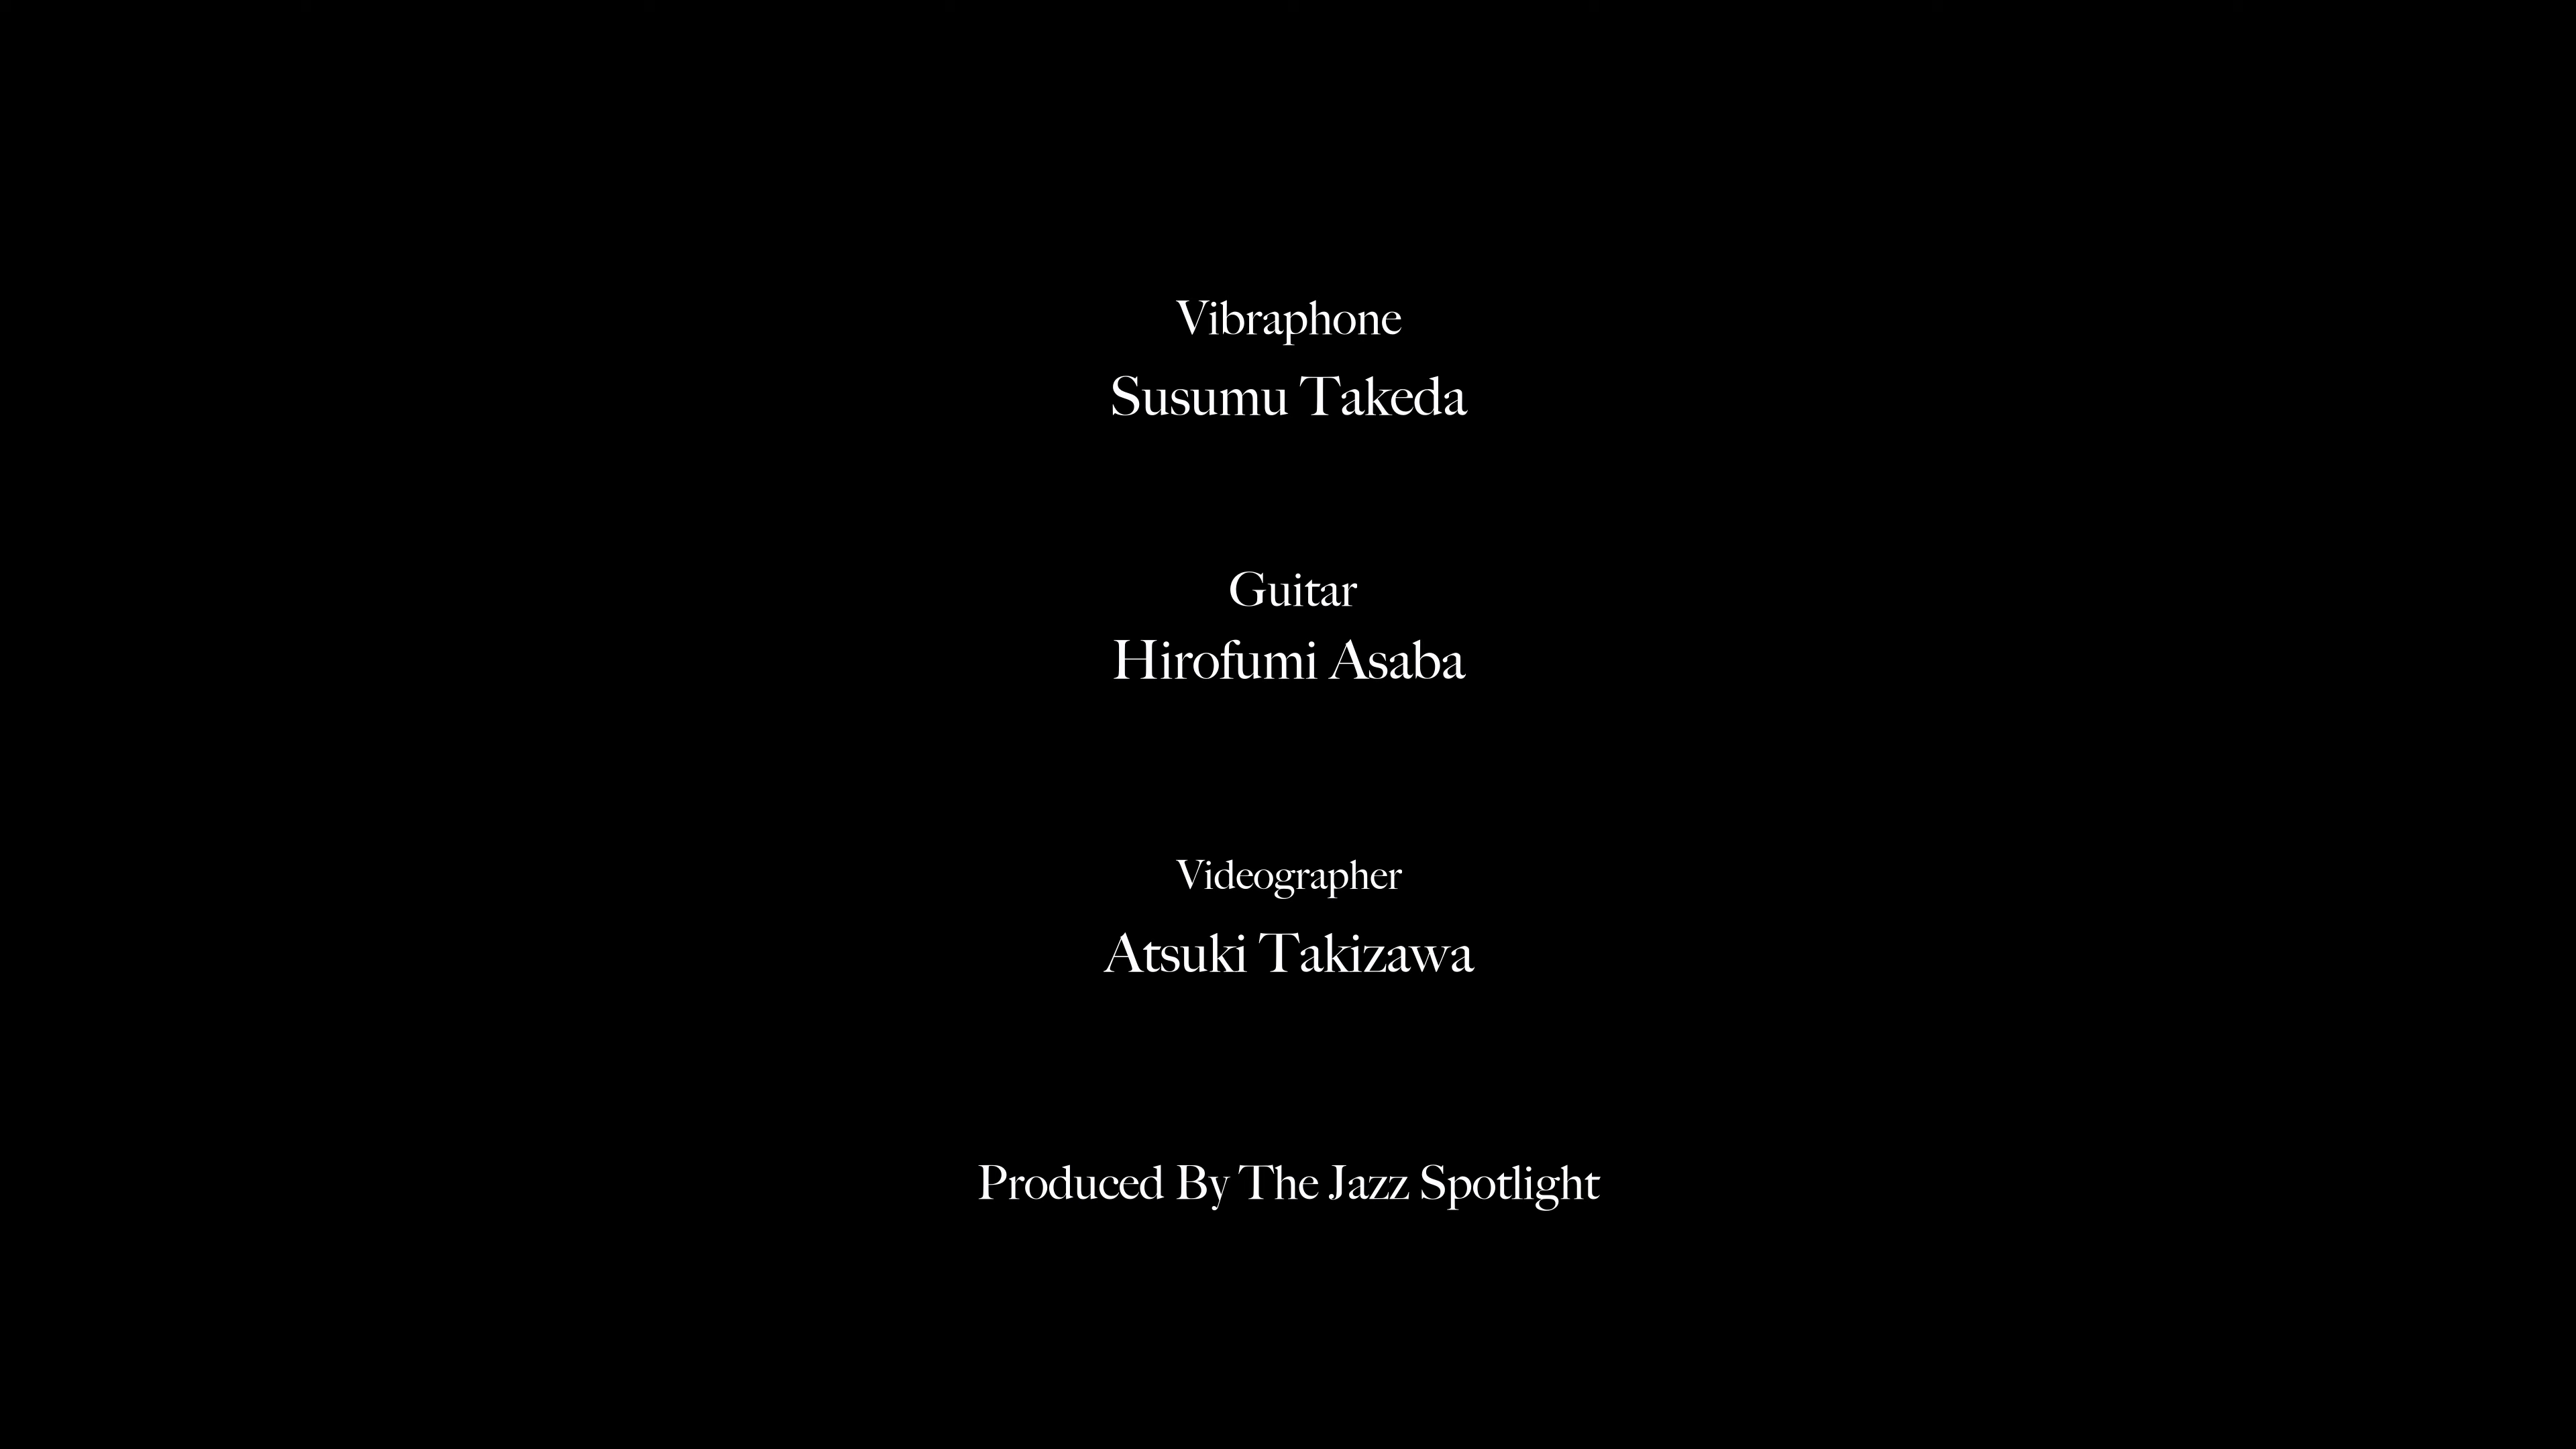 Vibraphone
Susumu Takeda
Guitar
Hirofumi Asaba
Videographer
Atsuki Takizawa
Produced By The Jazz Spotlight